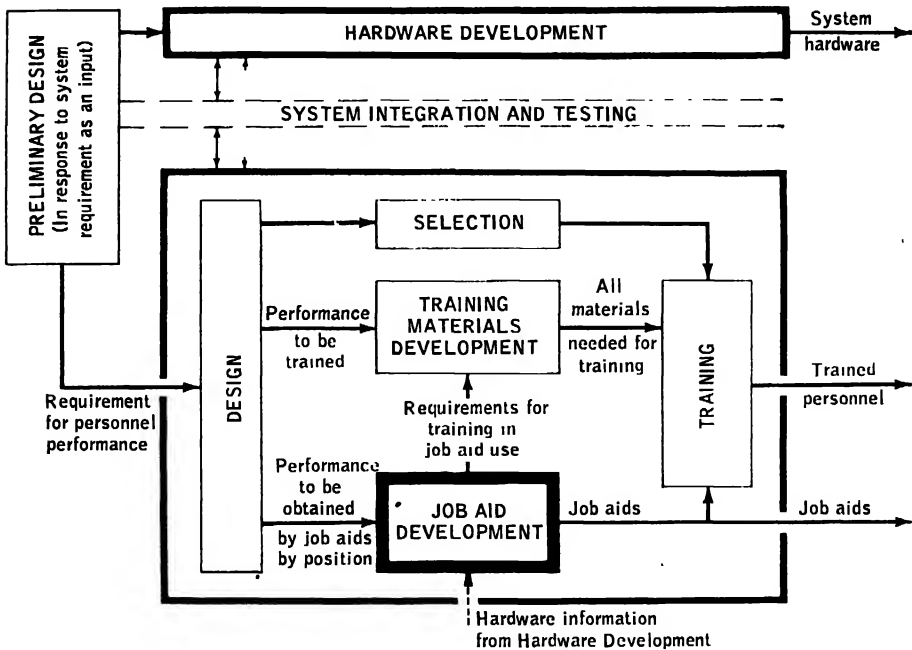 HARDWARE DEVELOPMENT
System
hardware
PRELIMINARY DESIGN
(In response to system
requirement as an input)
SYSTEM INTEGRATION AND TESTING
SELECTION
DESIGN
Performance
to be
trained
TRAINING
MATERIALS
DEVELOPMENT
All
materials
needed for
training
TRAINING
Trained
personnel
Requirement
for personnel
performance
Requirements for
training in
job aid use
Performance
to be
obtained
by job aids
by position
JOB AID
DEVELOPMENT
Job aids
Job aids
Hardware information
from Hardware Development